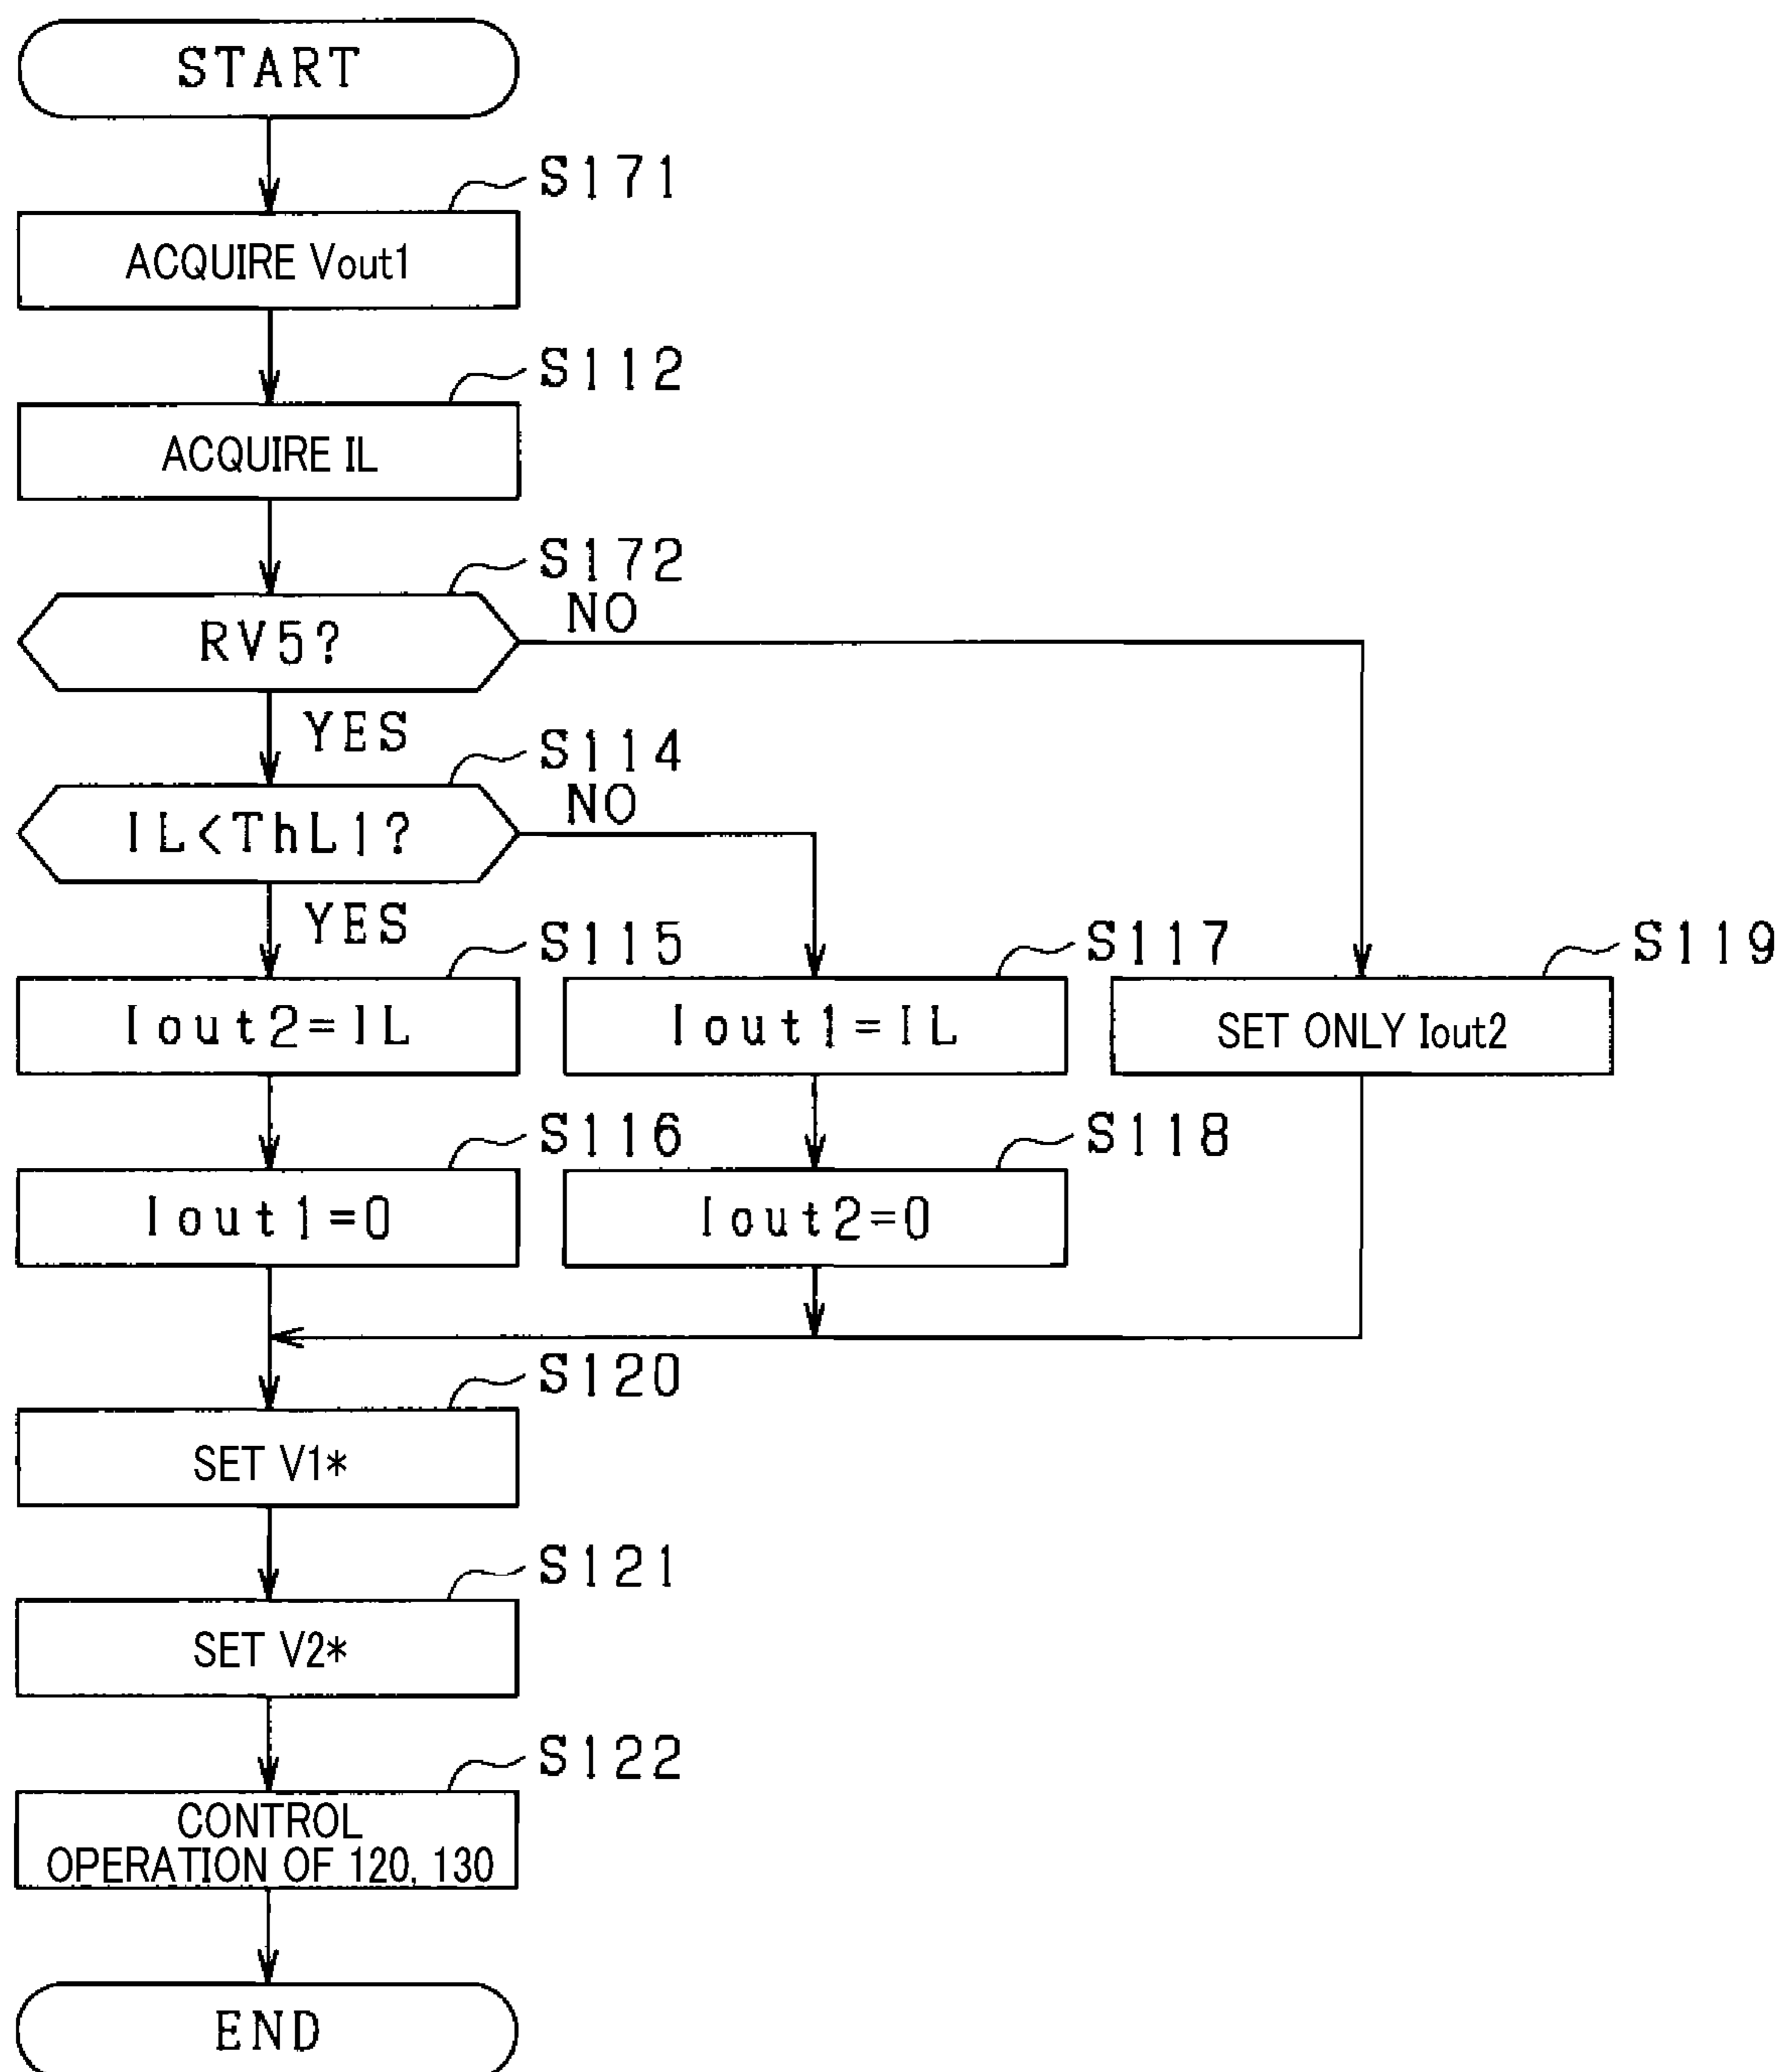 START
S171
ACQUIRE Vout1
S112
ACQUIRE IL
S172
RV5?
NO
YES
S114
IL<ThL1?
NO
YES
S115
Iout2=IL
S117
Iout1=IL
S119
SET ONLY Iout2
S116
Iout1=0
S118
Iout2=0
S120
SET V1*
S121
SET V2*
S122
CONTROL
OPERATION OF 120, 130
END